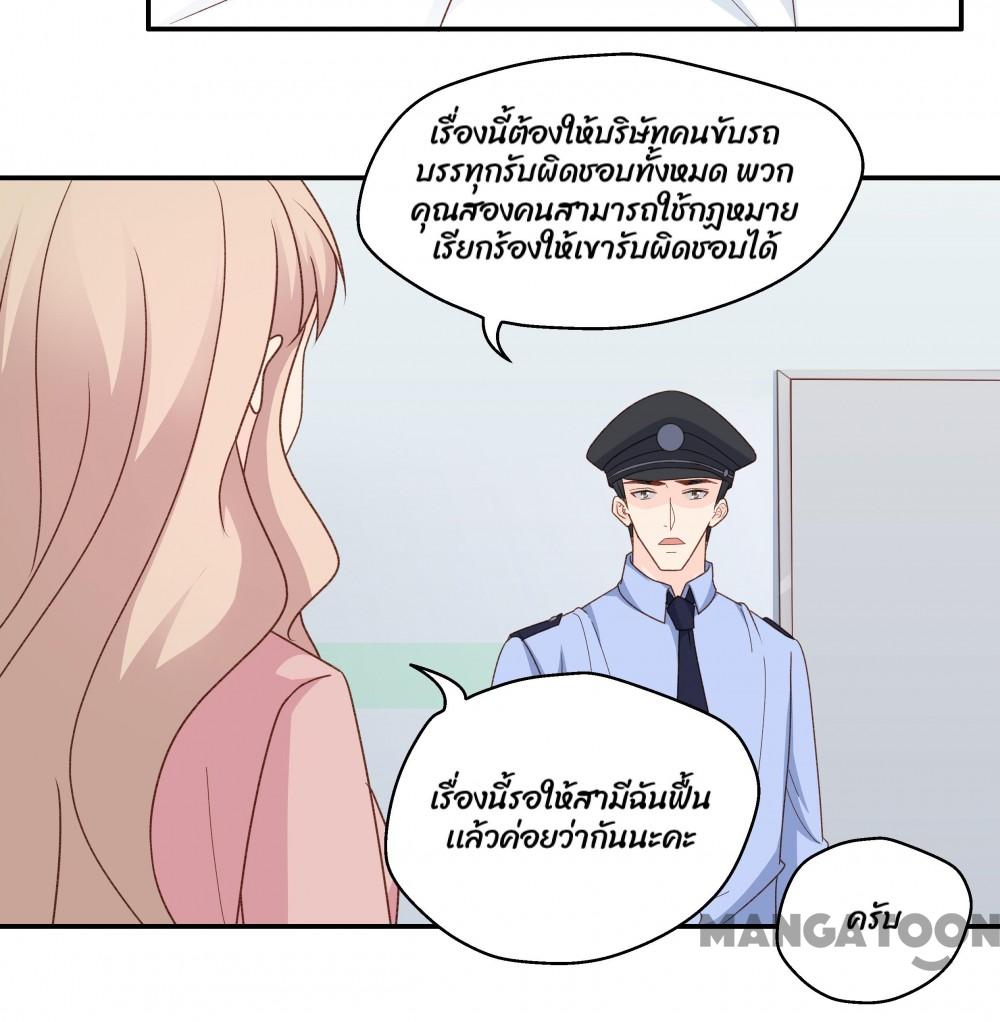 เรื่องนี้ต้องให้บริษัทคนขับรถ
บรรทุกรับผิดชอบทั้งหมด พวก
คุณสองคนสามารถใช้กฎหมาย
เรียกร้องให้เขารับผิดชอบได้
เรื่องนี้รอให้สามีฉันฟื้น
แล้วค่อยว่ากันนะคะ
ครับ
MANGATOON